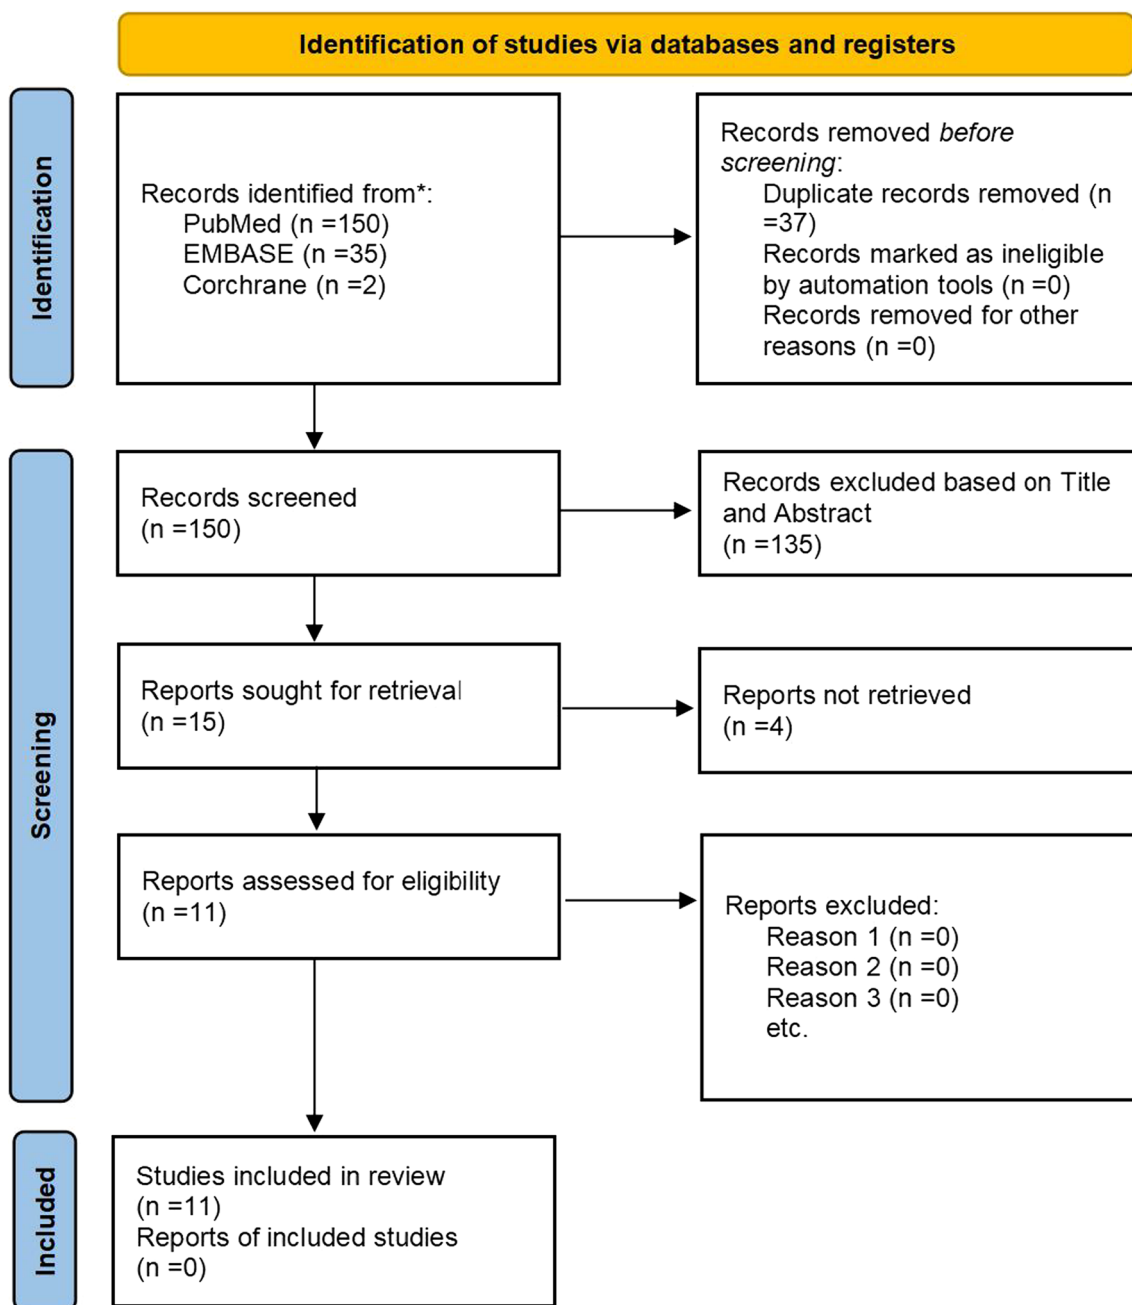 Identification of studies via databases and registers
Identification
Records identified from*:
PubMed (n =150)
EMBASE (n =35)
Corchrane (n =2)
Records removed before
screening:
Duplicate records removed (n
=37)
Records marked as ineligible
by automation tools (n =0)
Records removed for other
reasons (n =0)
Screening
Records screened
(n =150)
Records excluded based on Title
and Abstract
(n =135)
Reports sought for retrieval
(n =15)
Reports not retrieved
(n =4)
Reports assessed for eligibility
(n =11)
Reports excluded:
Reason 1 (n =0)
Reason 2 (n =0)
Reason 3 (n =0)
etc.
Included
Studies included in review
(n =11)
Reports of included studies
(n =0)